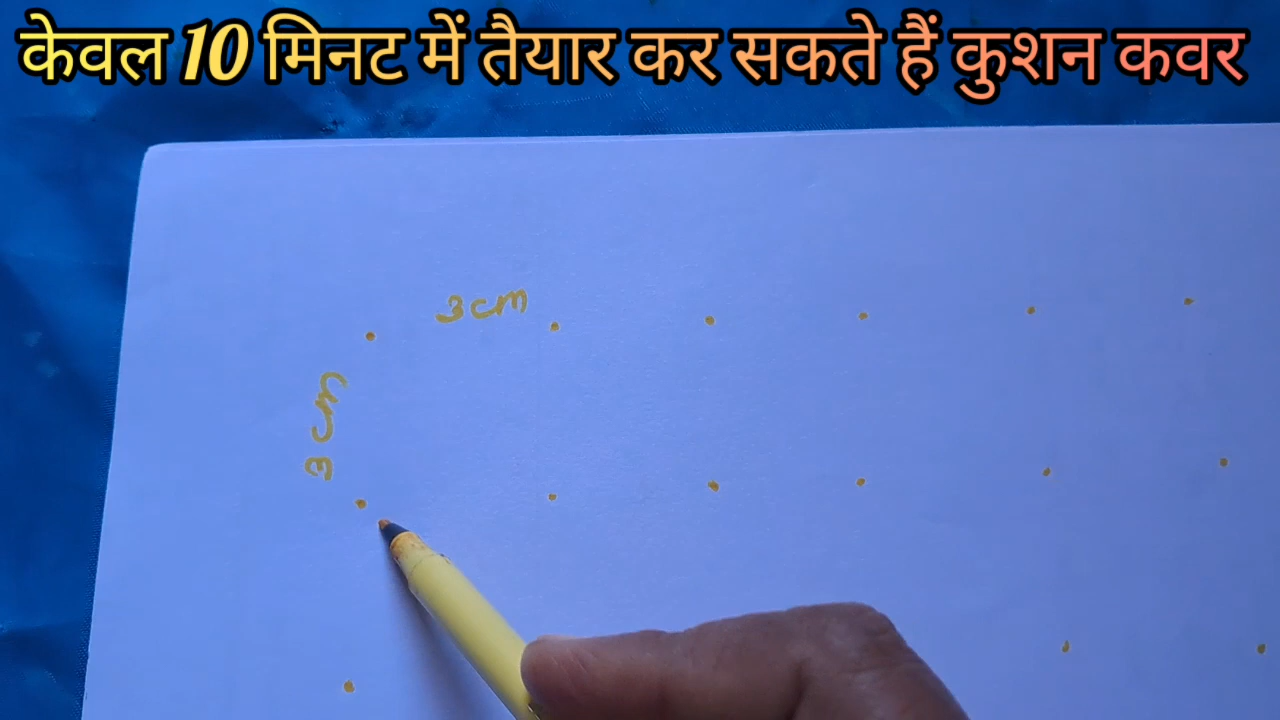 केवल 10 मिनट में तैयार कर सकते हैं कुशन कवर
3cm
3cm